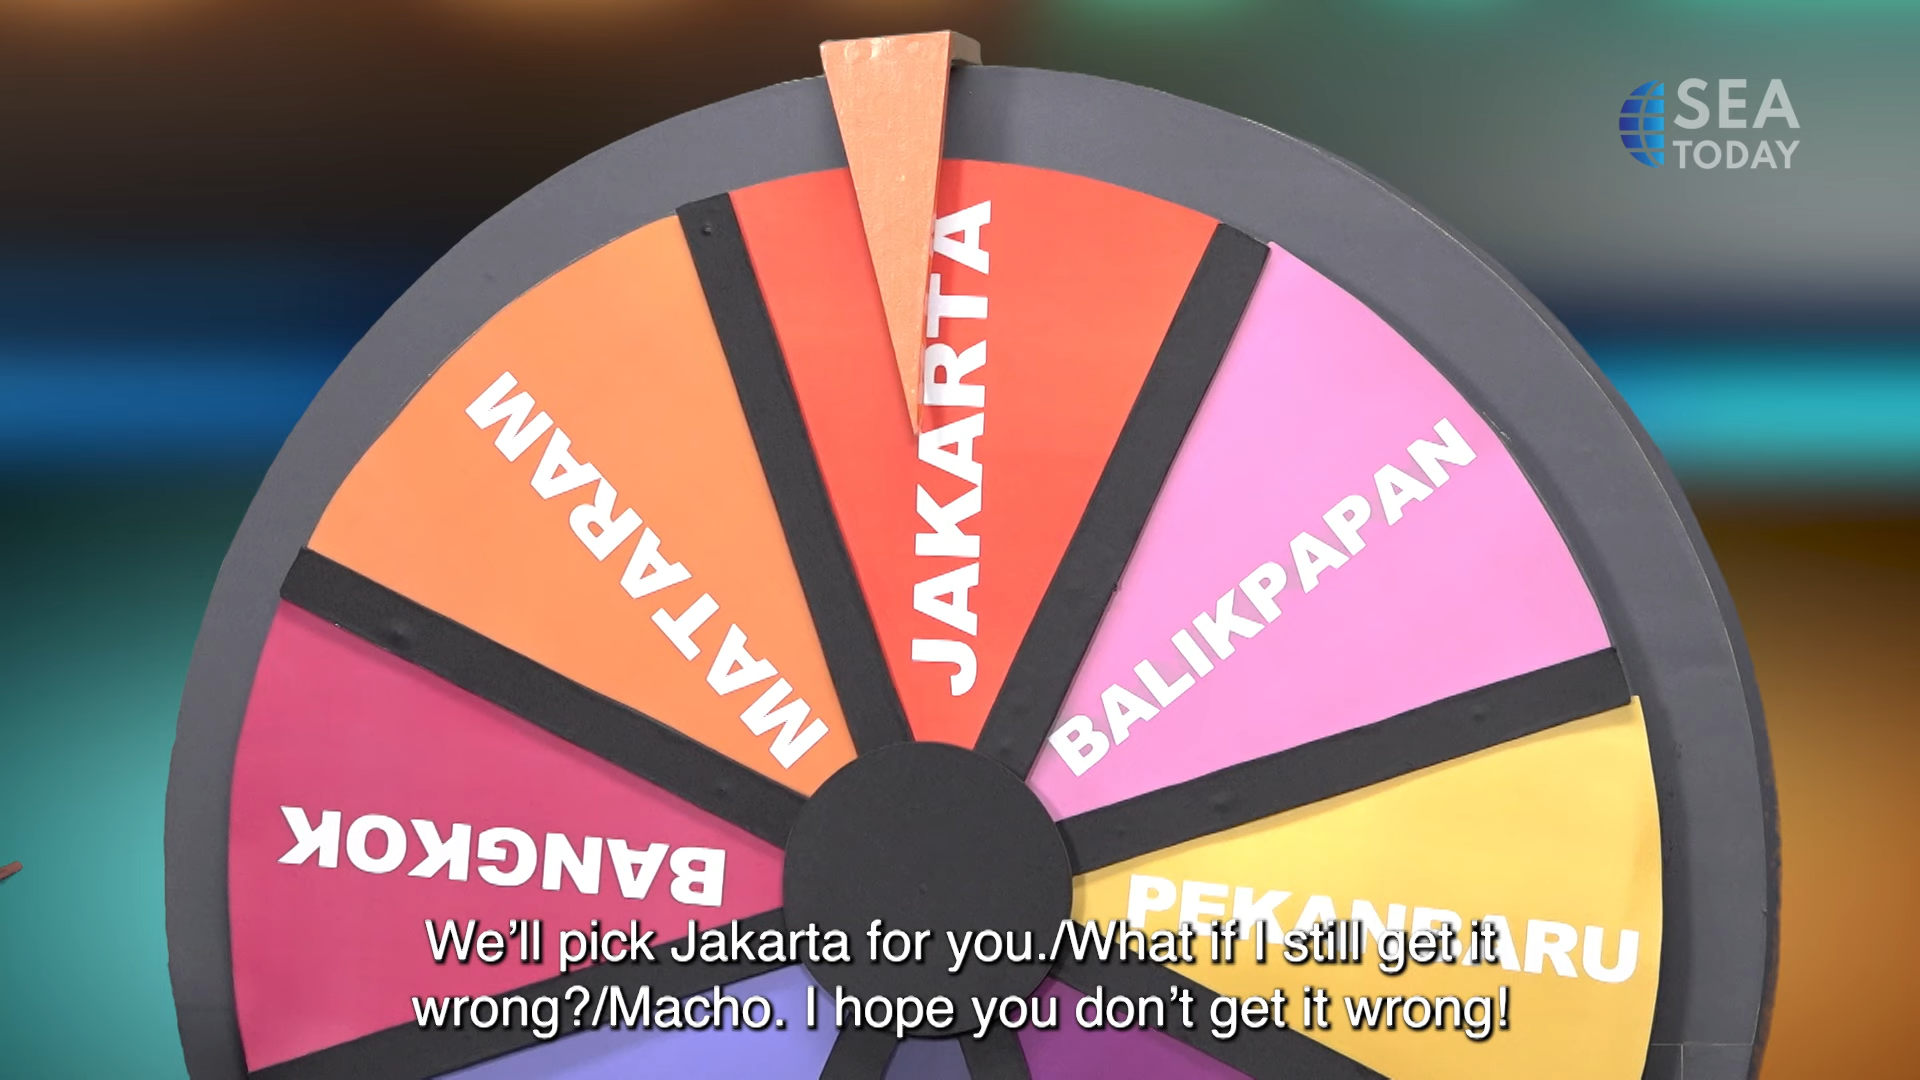 SEA
TODAY
JAKARTA
MATARAM
BALIKPAPAN
BANGKOK
PEKANBARU
We'll pick Jakarta for you./What if I still get it
wrong?/Macho. I hope you don't get it wrong!